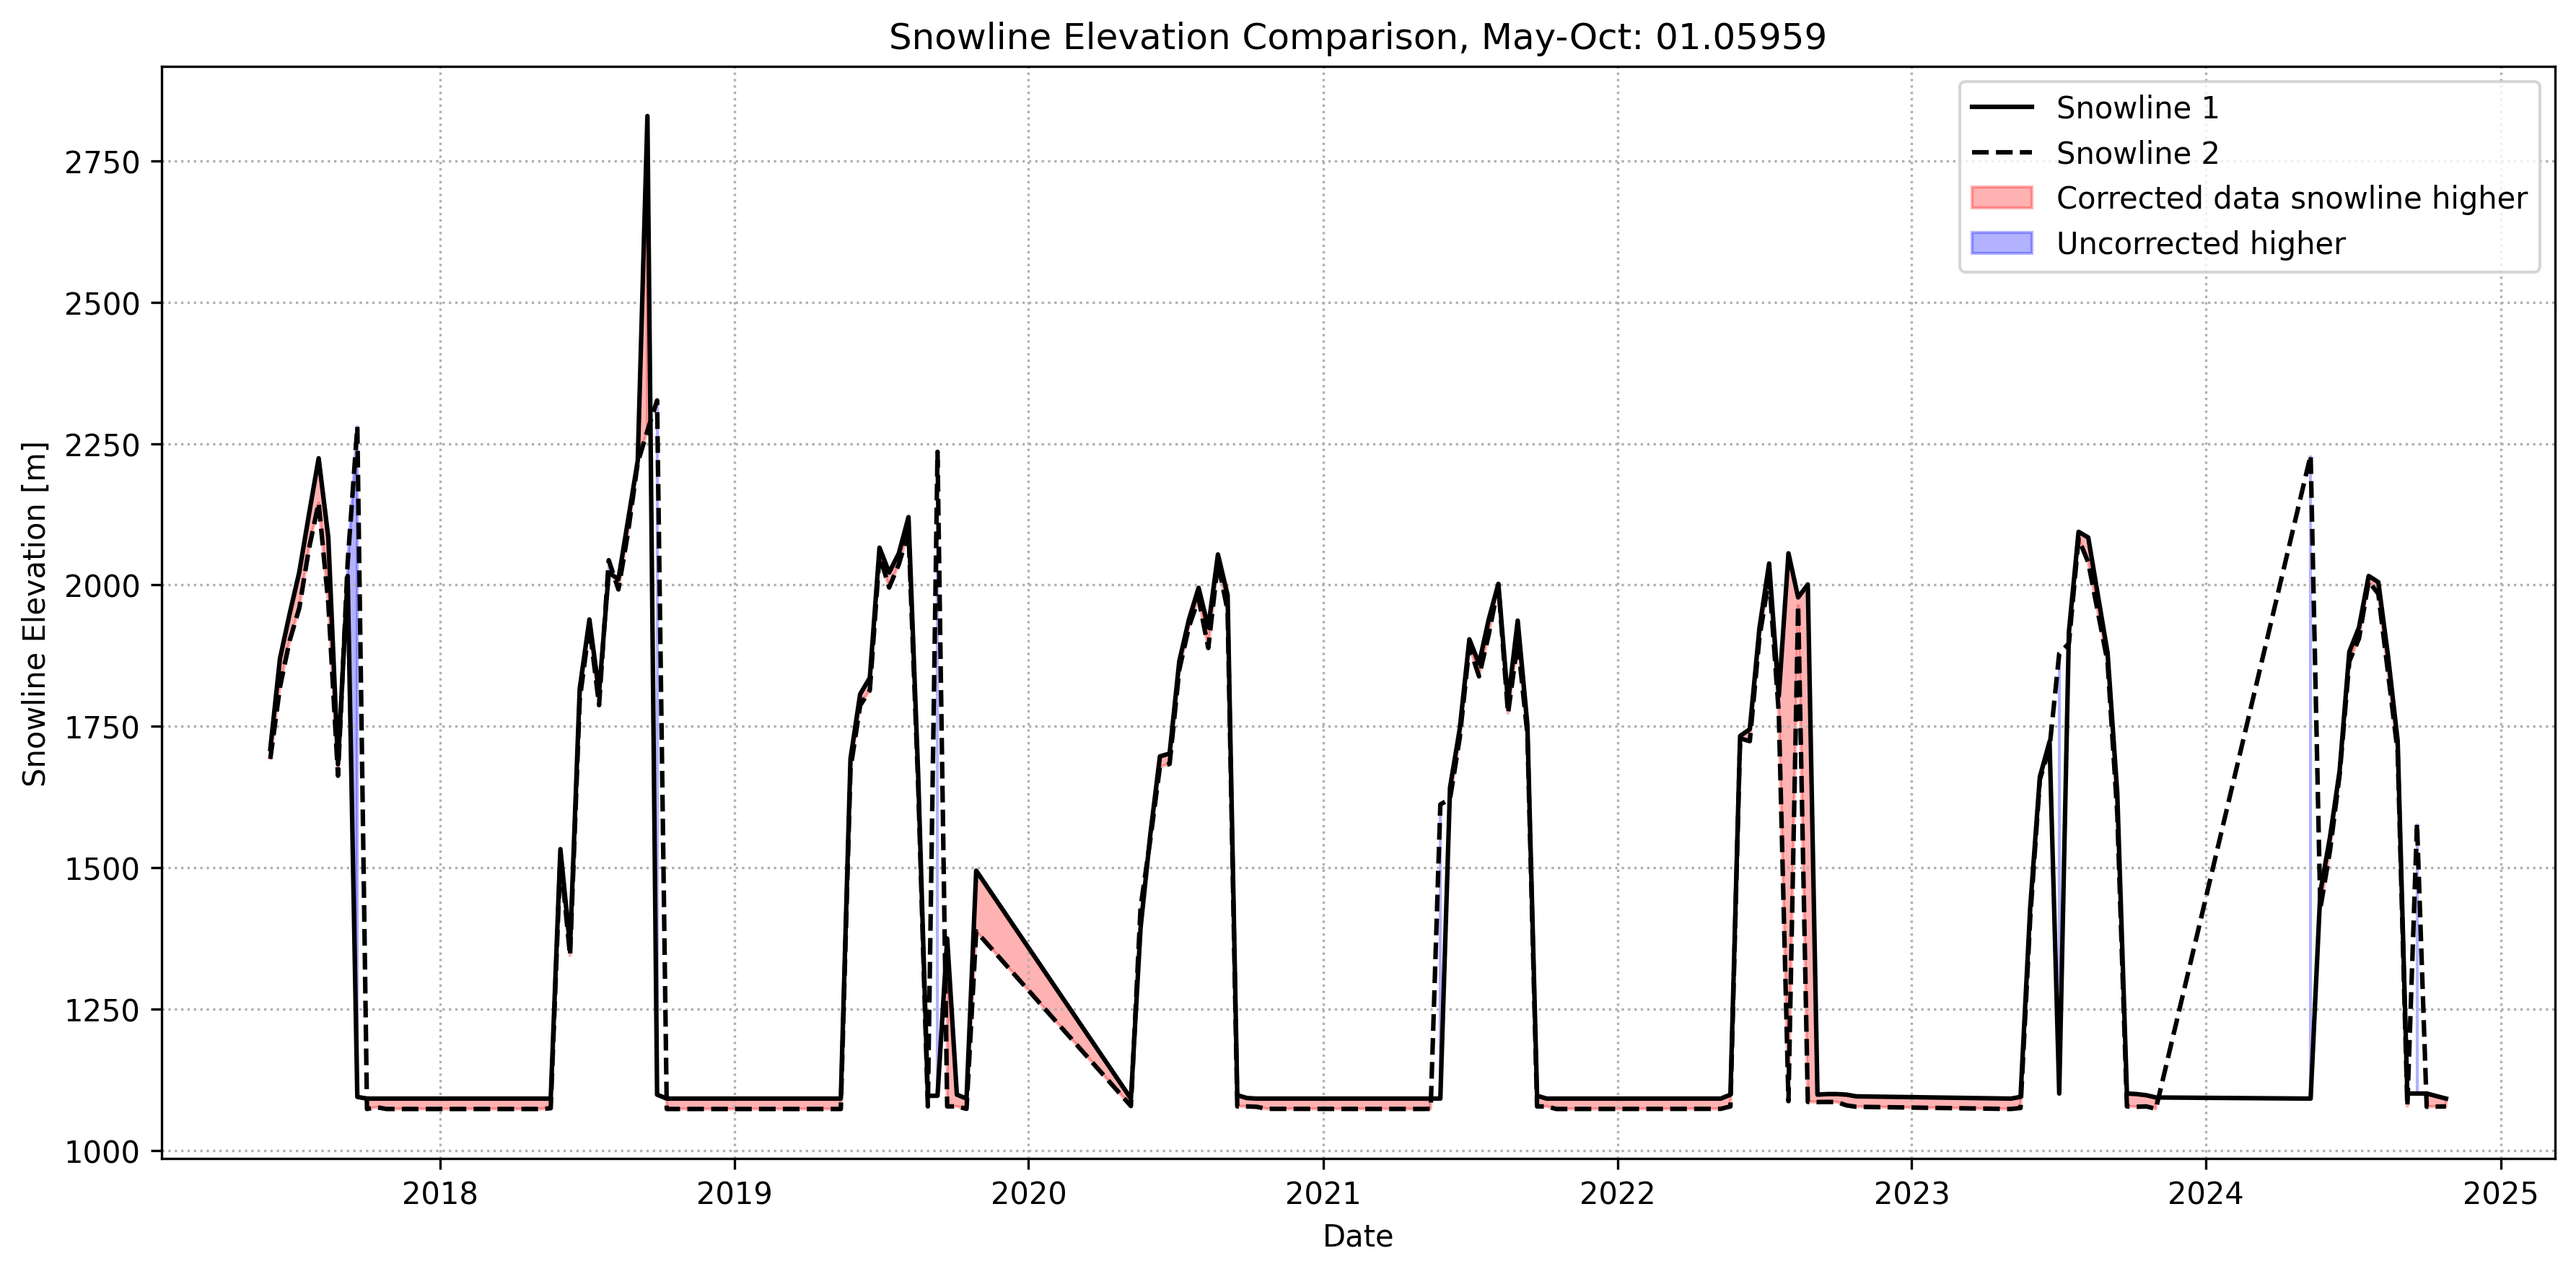 Snowline Elevation Comparison, May-Oct: 01.05959
Snowline 1
Snowline 2
Corrected data snowline higher
Uncorrected higher
Snowline Elevation [m]
2750
2500
2250
2000
1750
1500
1250
1000
2018 2019 2020 2021 2022 2023 2024 2025
Date